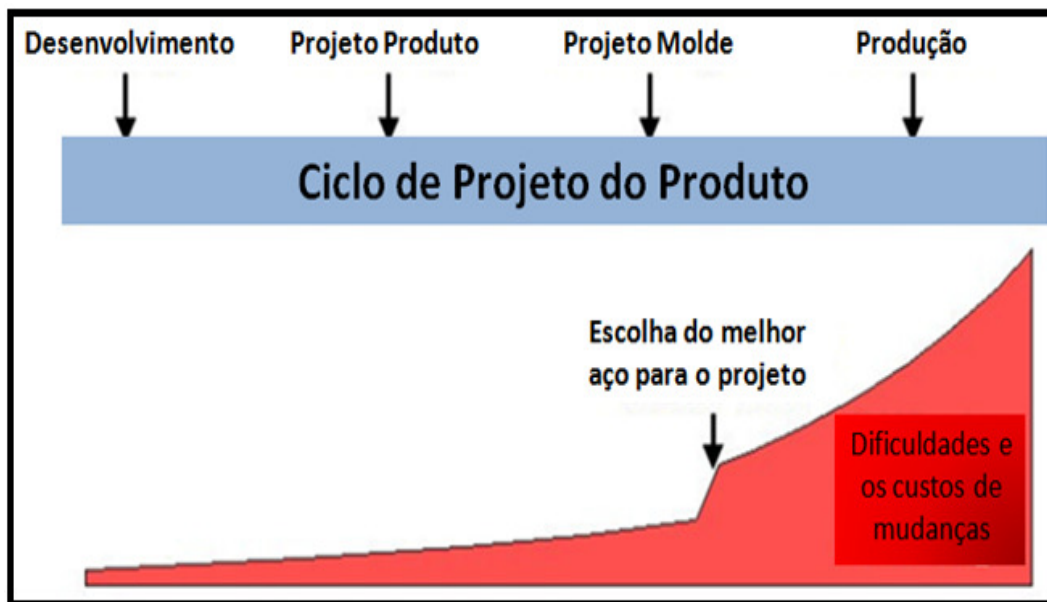 Desenvolvimento
Projeto Produto
Projeto Molde
Produção
Ciclo de Projeto do Produto
Escolha do melhor
aço para o projeto
Dificuldades e
os custos de
mudanças